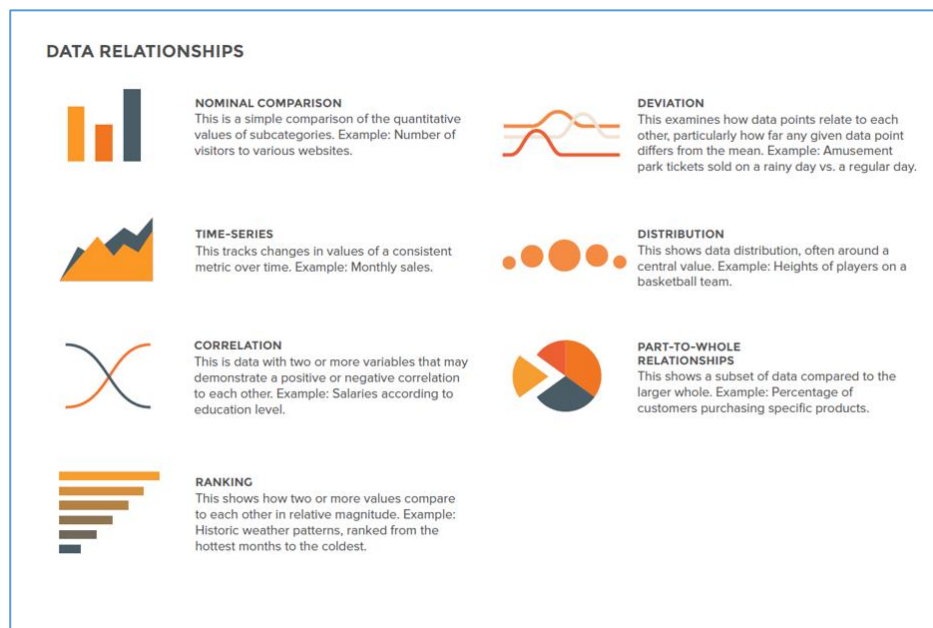 DATA RELATIONSHIPS
NOMINAL COMPARISON
This is a simple comparison of the quantitative
values of subcategories. Example: Number of
visitors to various websites.
TIME-SERIES
This tracks changes in values of a consistent
metric over time. Example: Monthly sales.
CORRELATION
This is data with two or more variables that may
demonstrate a positive or negative correlation
to each other. Example: Salaries according to
education level.
RANKING
This shows how two or more values compare
to each other in relative magnitude. Example:
Historic weather patterns, ranked from the
hottest months to the coldest.
DEVIATION
This examines how data points relate to each
other, particularly how far any given data point
differs from the mean. Example: Amusement
park tickets sold on a rainy day vs. a regular day.
DISTRIBUTION
This shows data distribution, often around a
central value. Example: Heights of players on a
basketball team.
PART-TO-WHOLE
RELATIONSHIPS
This shows a subset of data compared to the
larger whole. Example: Percentage of
customers purchasing specific products.